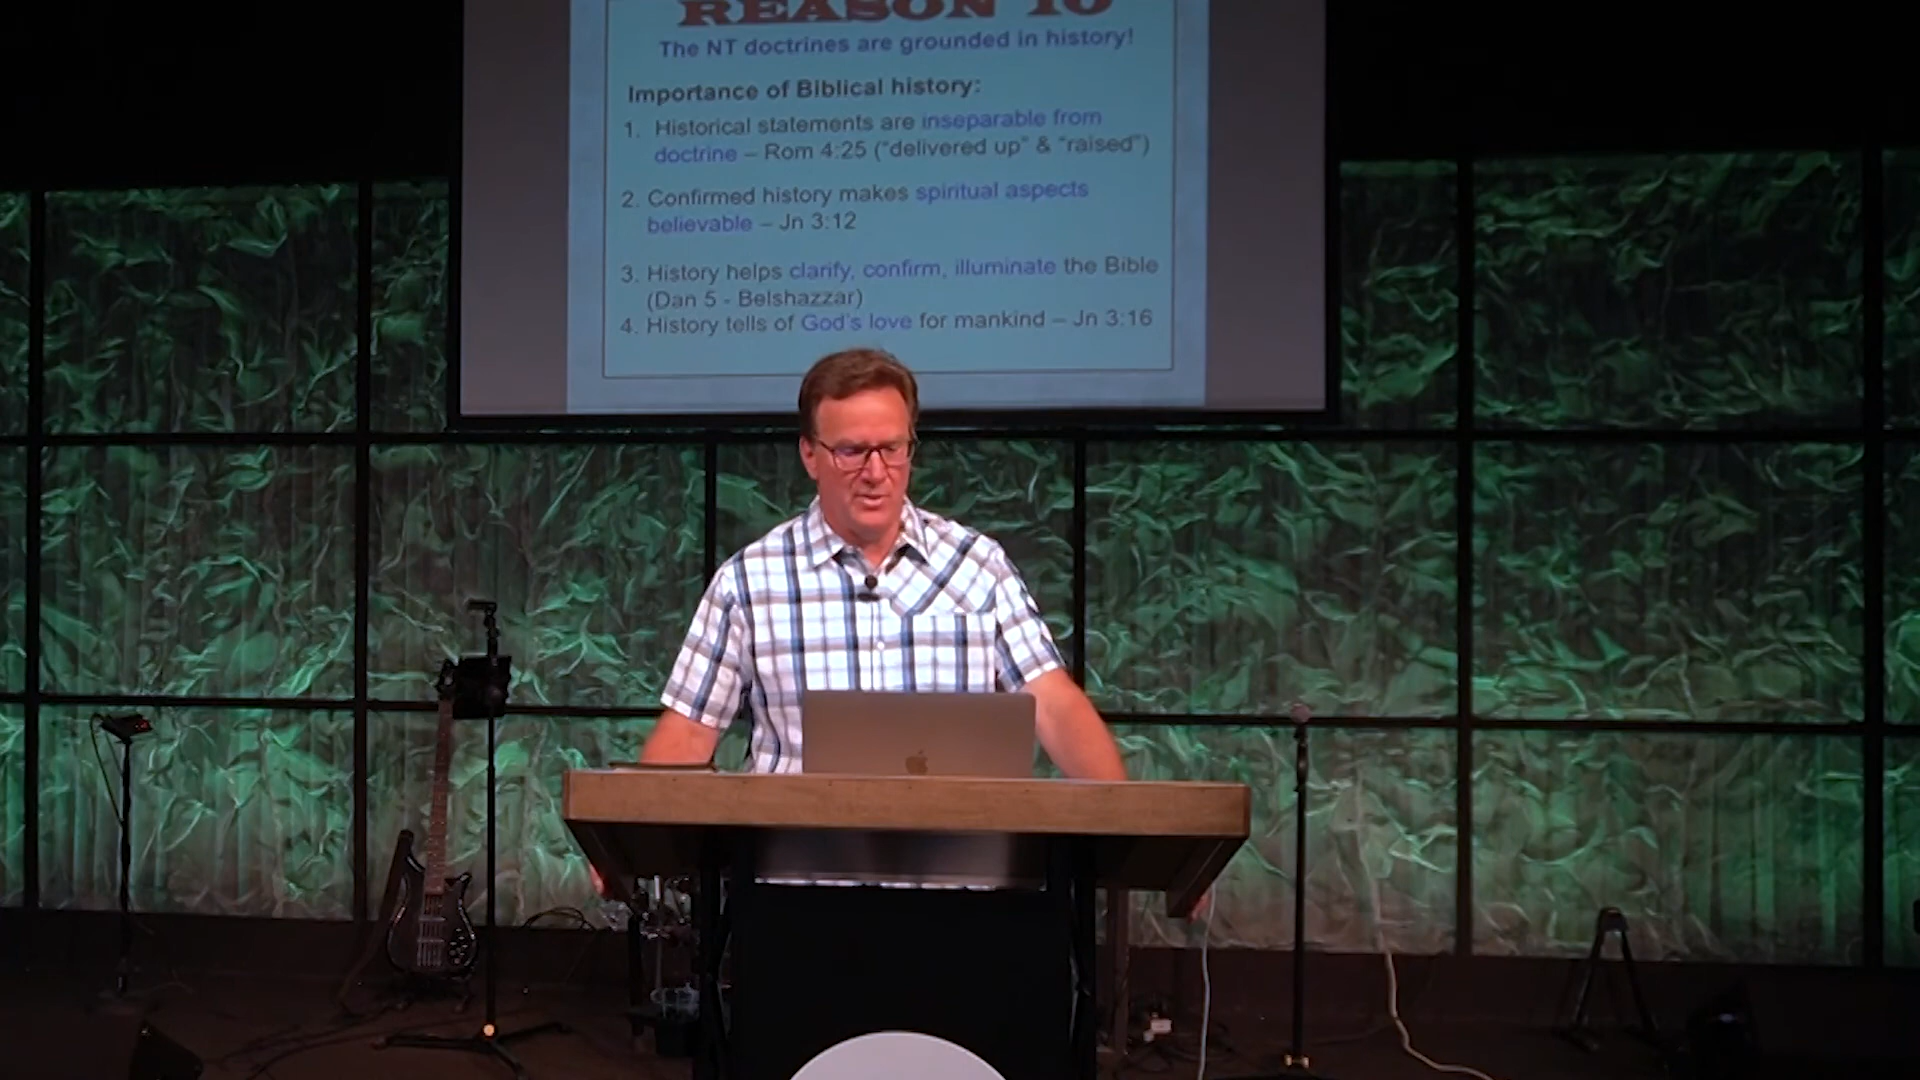 REASON 10
The NT doctrines are grounded in history!
Importance of Biblical history:
1. Historical statements are inseparable from
doctrine – Rom 4:25 ("delivered up" & "raised")
2. Confirmed history makes spiritual aspects
believable – Jn 3:12
3. History helps clarify, confirm, illuminate the Bible
(Dan 5 - Belshazzar)
4. History tells of God's love for mankind – Jn 3:16